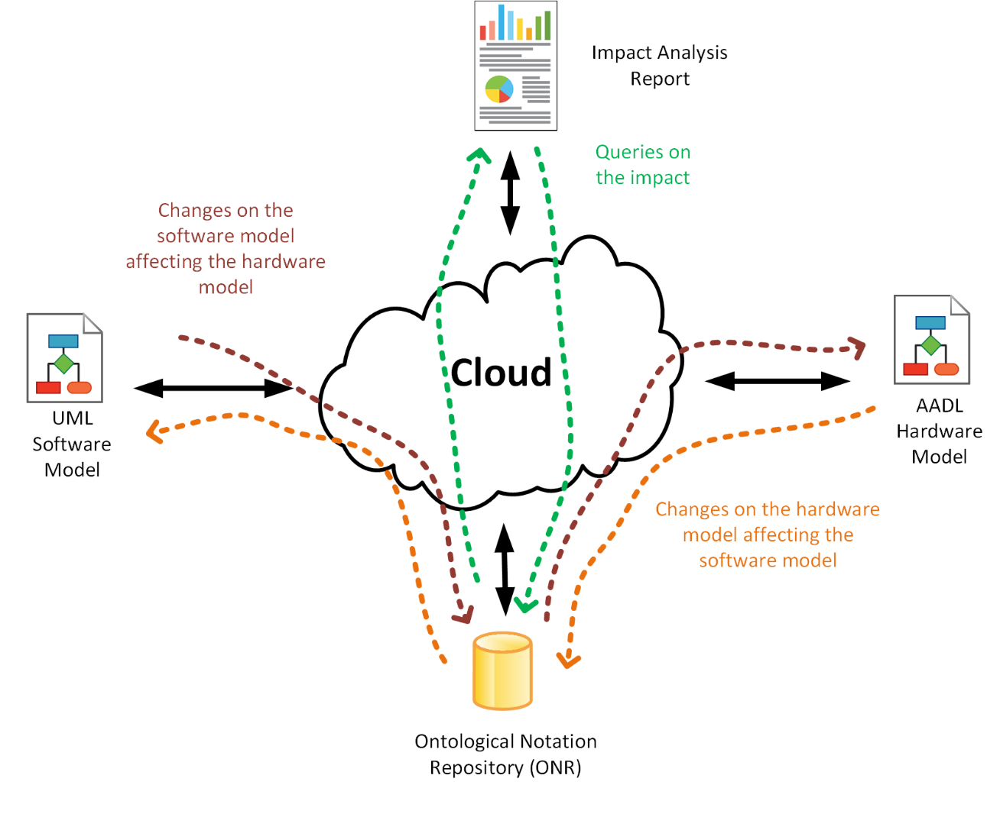 Impact Analysis
Report
Queries on
the impact
Changes on the
software model
affecting the hardware
model
Cloud
UML
Software
Model
AADL
Hardware
Model
Changes on the hardware
model affecting the
software model
Ontological Notation
Repository (ONR)